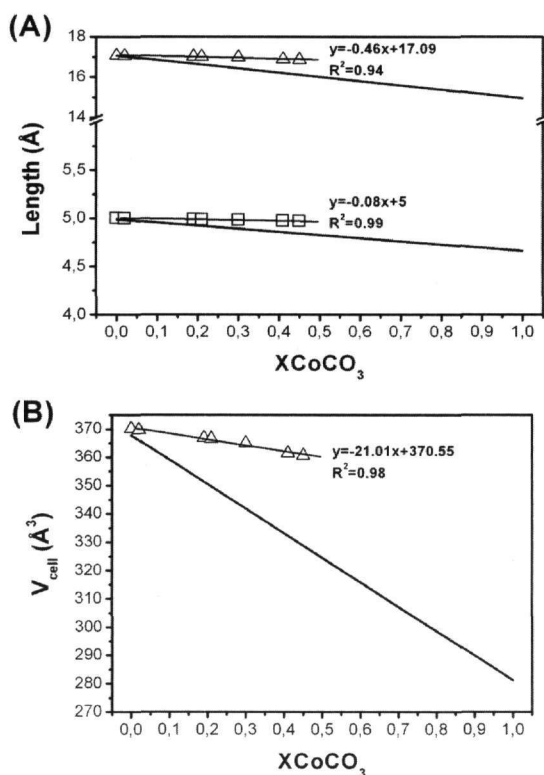 (A)
18
17
16
14
5,5
5,0
4,5
4,0
Length (Å)
y=-0.46x+17.09
R²=0.94
y=-0.08x+5
R²=0.99
0,0 0,1 0,2 0,3 0,4 0,5 0,6 0,7 0,8 0,9 1,0
XCoCO₃
(B)
370
360
350
340
330
320
310
300
290
280
270
V_cell (Å³)
y=-21.01x+370.55
R²=0.98
0,0 0,1 0,2 0,3 0,4 0,5 0,6 0,7 0,8 0,9 1,0
XCoCO₃